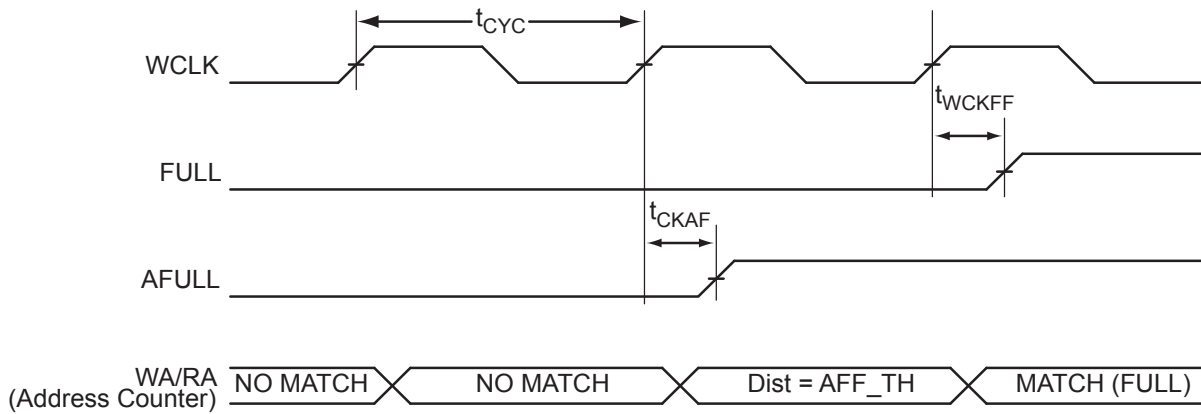 tCYC
WCLK
tWCKFF
FULL
tCKAF
AFULL
WA/RA
(Address Counter)
NO MATCH
NO MATCH
Dist = AFF_TH
MATCH (FULL)